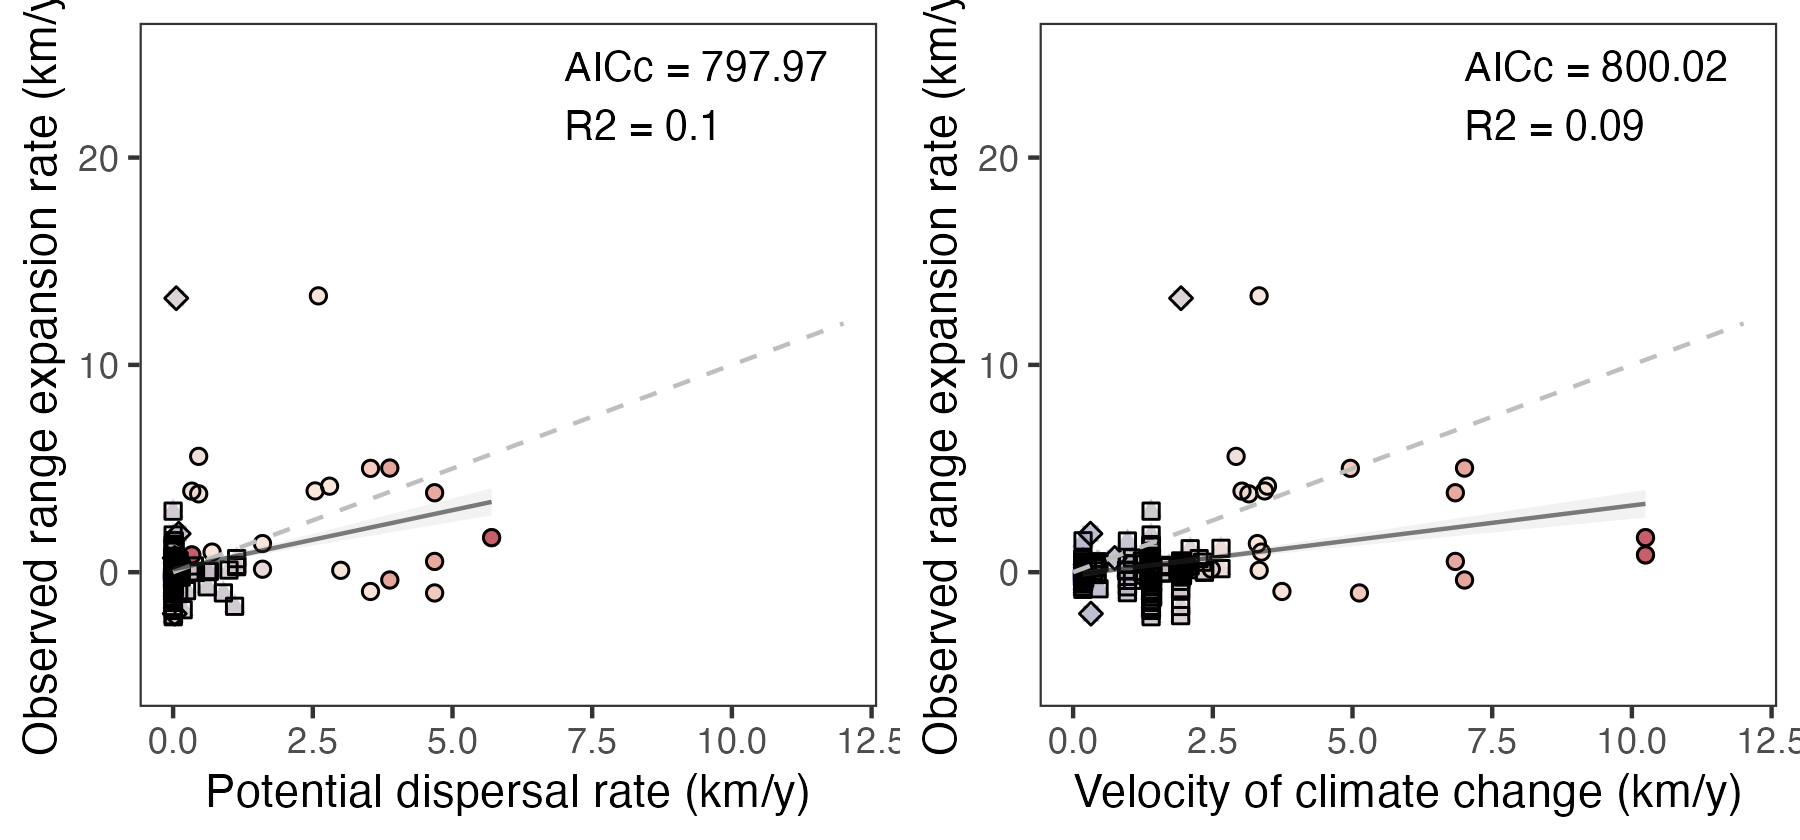 Observed range expansion rate (km/y
AICc = 797.97
R2 = 0.1
20
10
0
0.0 2.5 5.0 7.5 10.0 12.5
Potential dispersal rate (km/y)
Observed range expansion rate (km/y
AICc = 800.02
R2 = 0.09
20
10
0
0.0 2.5 5.0 7.5 10.0 12.5
Velocity of climate change (km/y)